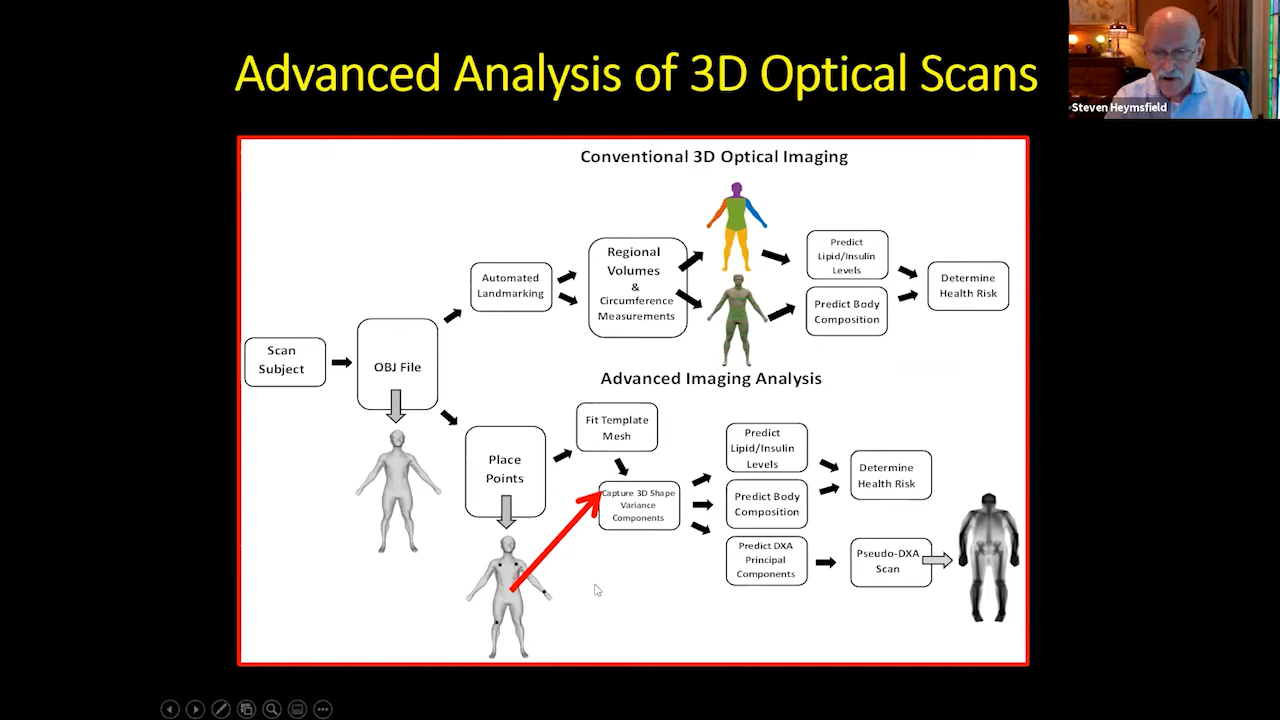 Advanced Analysis of 3D Optical Scans
Steven Heymsfield
Conventional 3D Optical Imaging
Scan
Subject
OBJ File
Automated
Landmarking
Regional
Volumes
&
Circumference
Measurements
Predict
Lipid/Insulin
Levels
Predict Body
Composition
Determine
Health Risk
Advanced Imaging Analysis
Place
Points
Fit Template
Mesh
Capture 3D Shape
Variance
Components
Predict
Lipid/Insulin
Levels
Predict Body
Composition
Predict DXA
Principal
Components
Determine
Health Risk
Pseudo-DXA
Scan